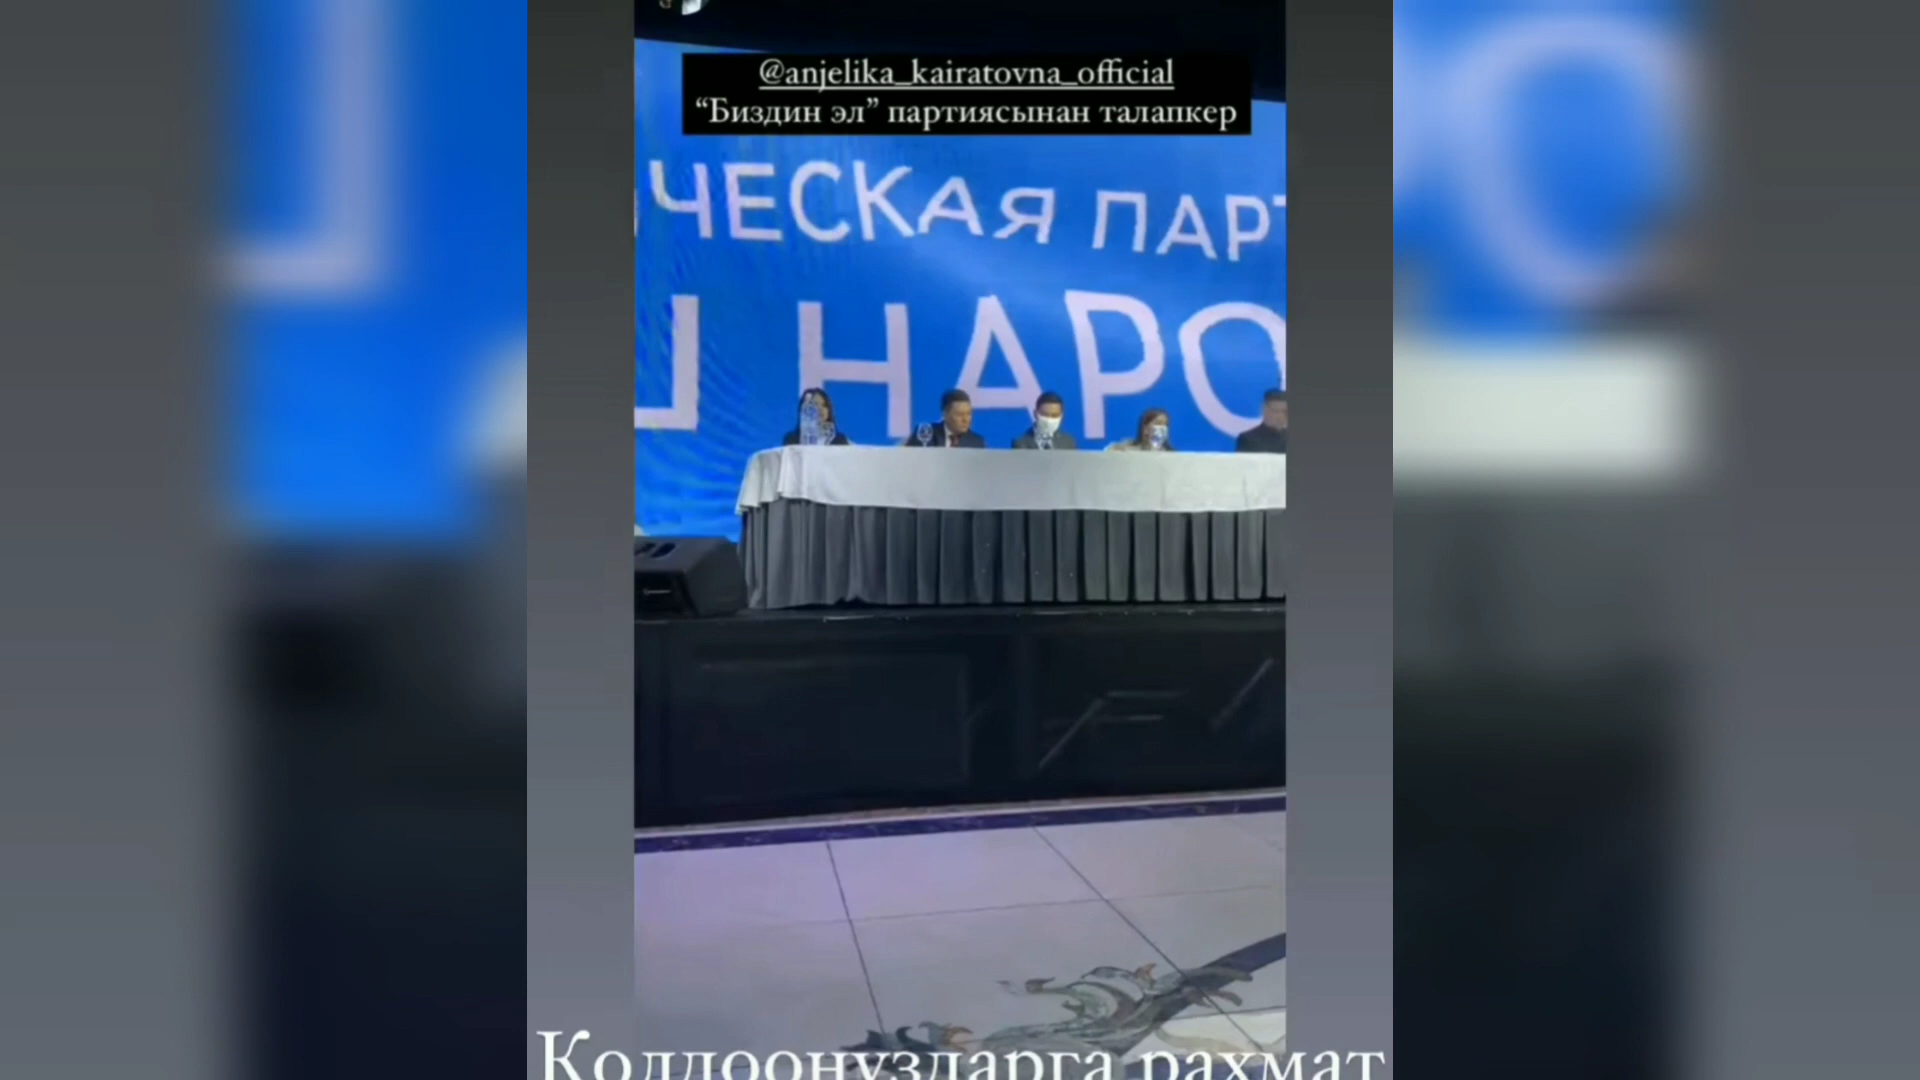 @anjelika_kairatovna_official
“Биздин эл” партиясынан талапкер
ЧЕСКАЯ ПАРТ
Ш НАРО
Колдоонуздарга рахмат